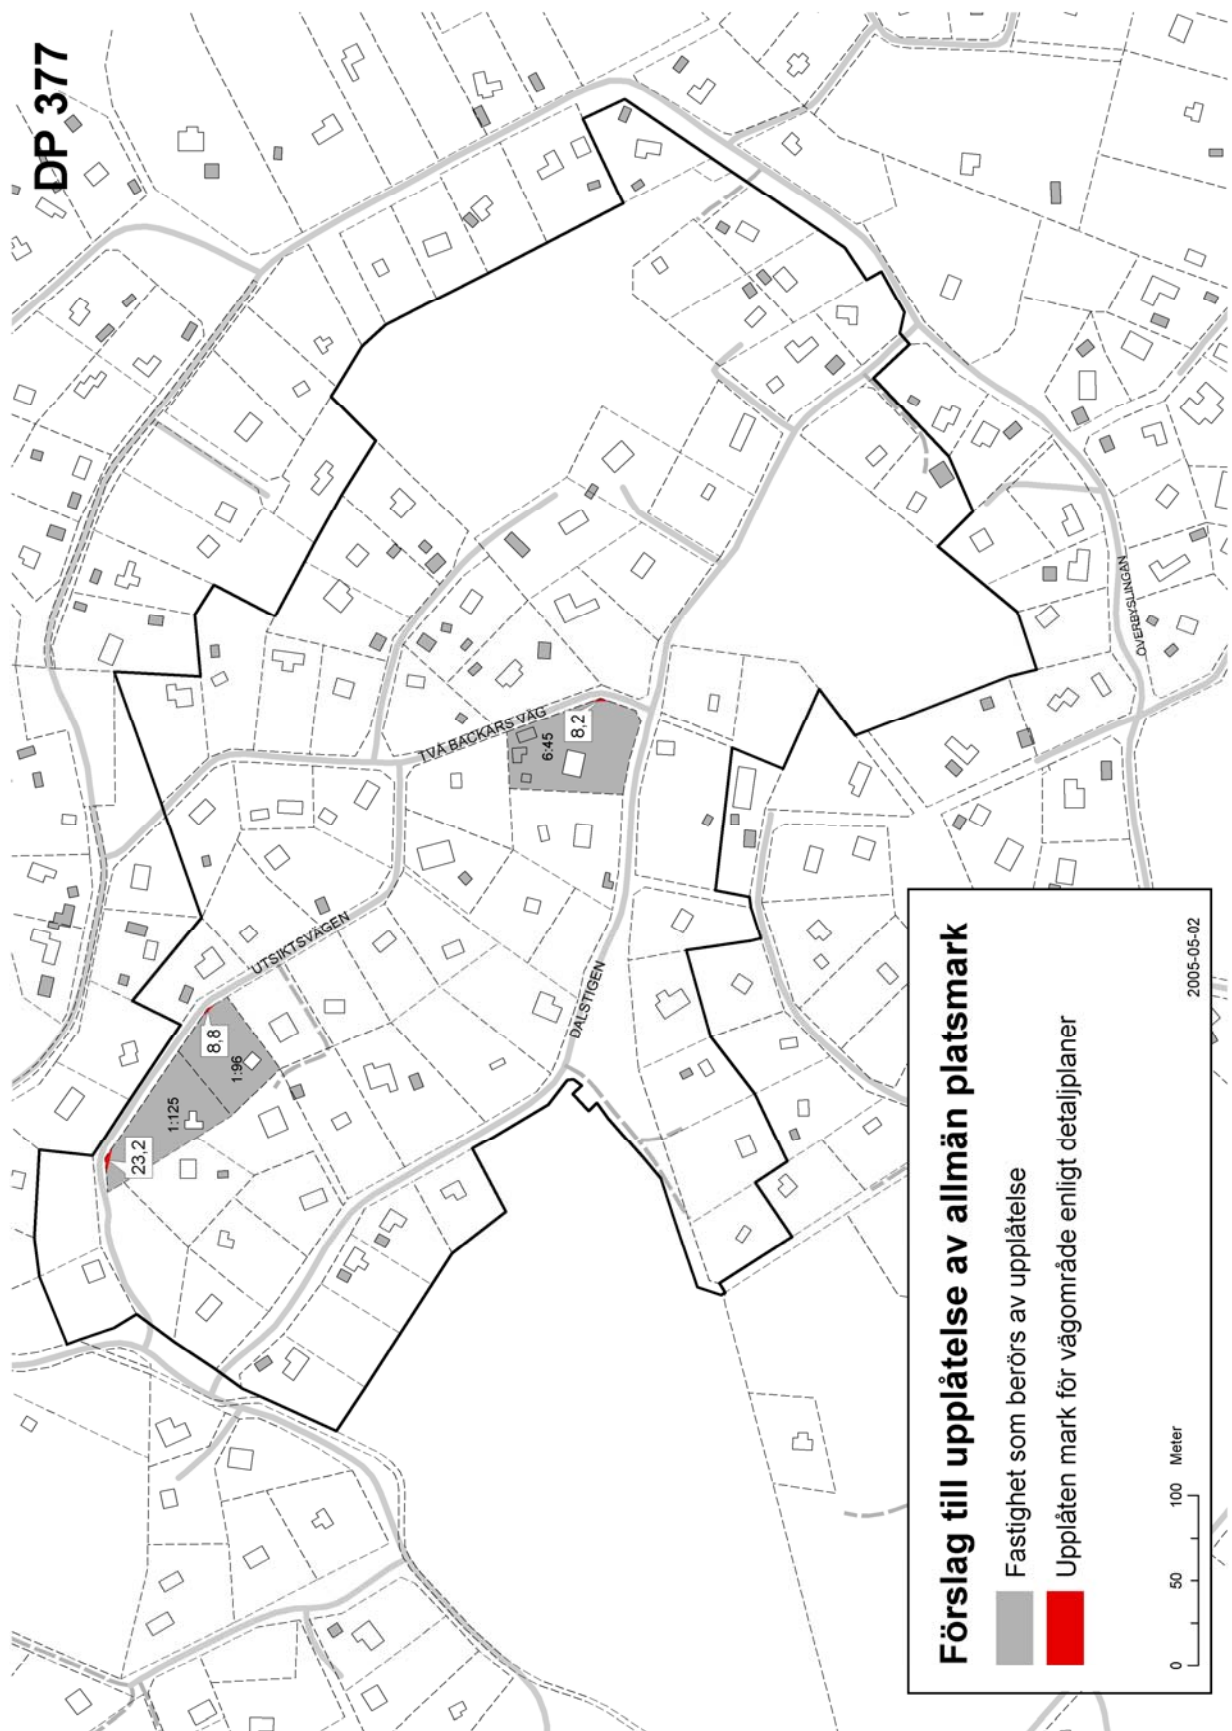 DP 377
TVÅ BACKARS VÄG
6:45
8,2
UTSIKTSVÄGEN
8,8
1:96
1:125
23,2
DALSTIGEN
ÖVERBYSLINGAN
Förslag till upplåtelse av allmän platsmark
Fastighet som berörs av upplåtelse
Upplåten mark för vägområde enligt detaljplaner
0 50 100 Meter
2005-05-02